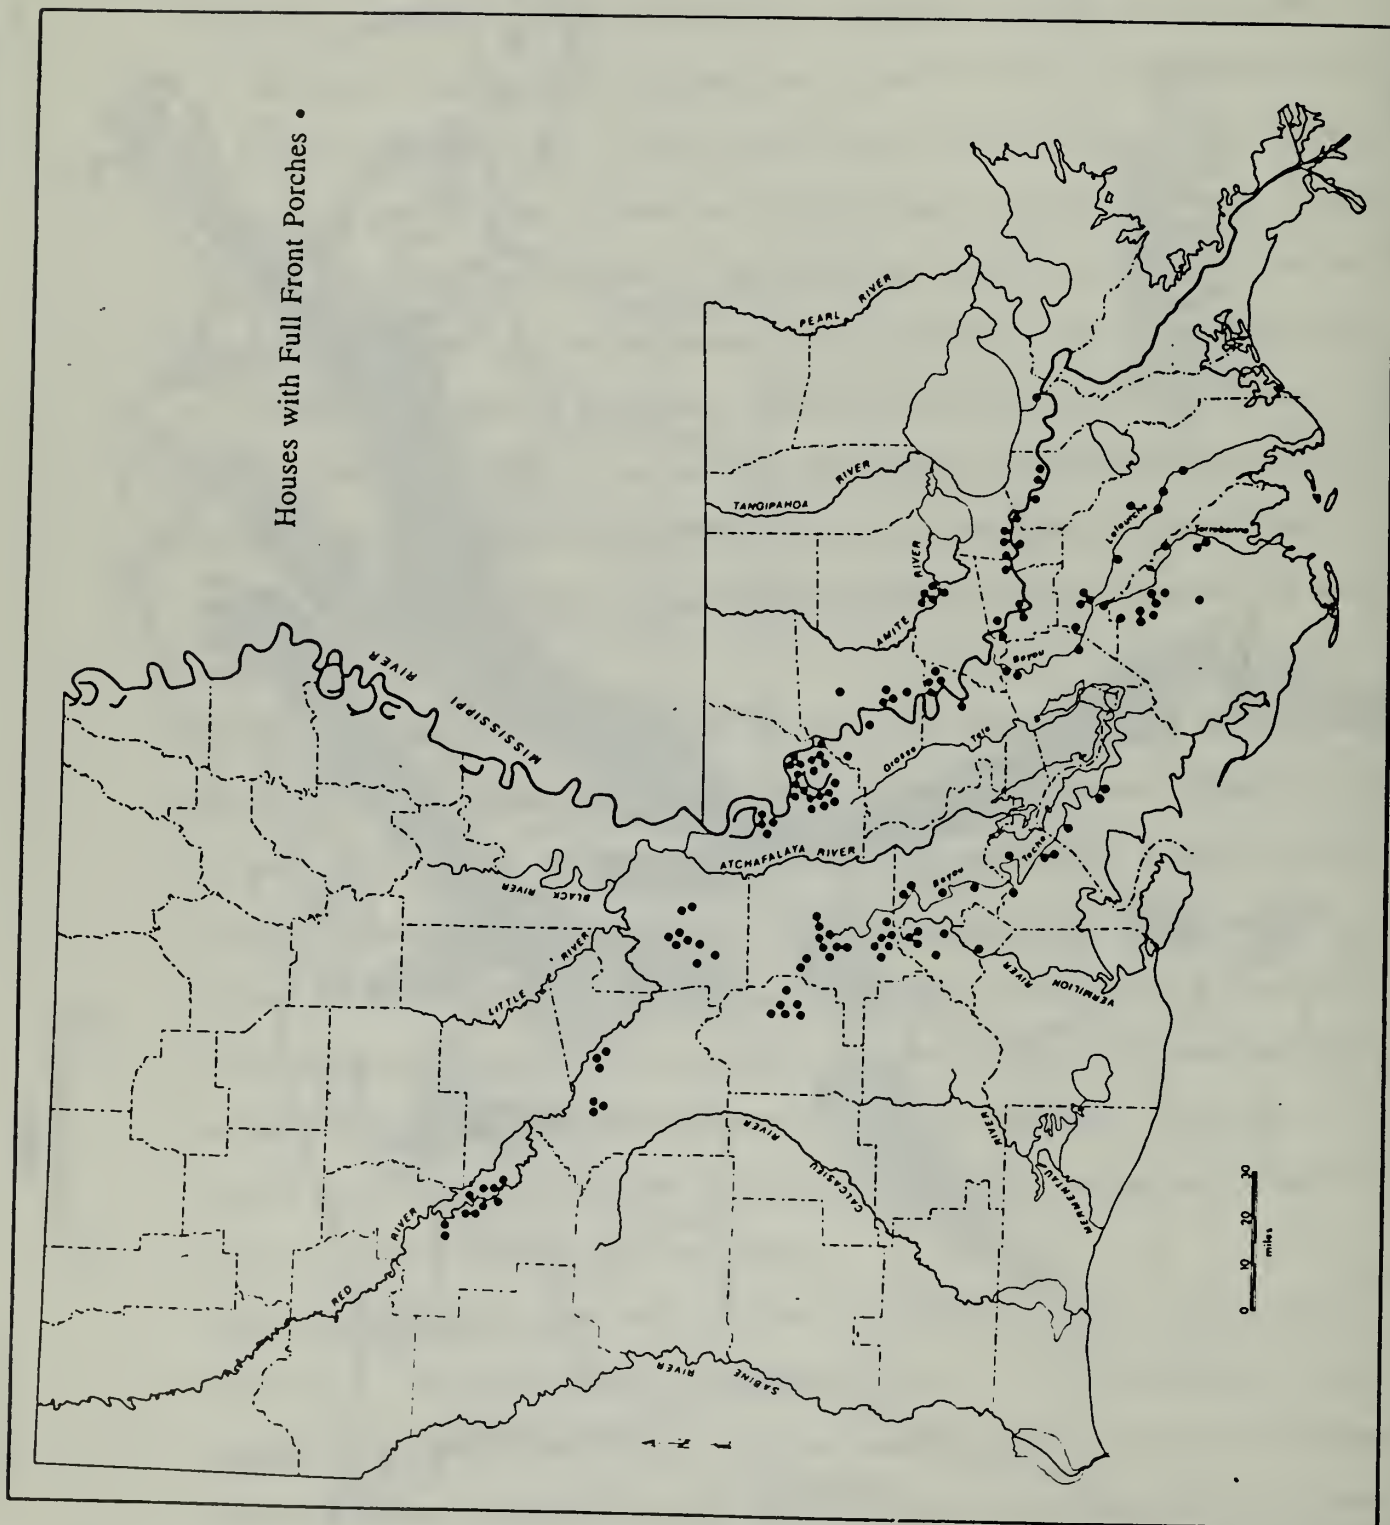 Houses with Full Front Porches •
MISSISSIPPI RIVER
RED RIVER
BLACK RIVER
LITTLE RIVER
PEARL RIVER
TANGIPAHOA RIVER
AMITE RIVER
ATCHAFALAYA RIVER
Grosse Tete
Bayou Lafourche
Terrebonne
Bayou Teche
VERMILION RIVER
MERMENTAU RIVER
CALCASIEU RIVER
SABINE RIVER
N
0 10 20 30
miles